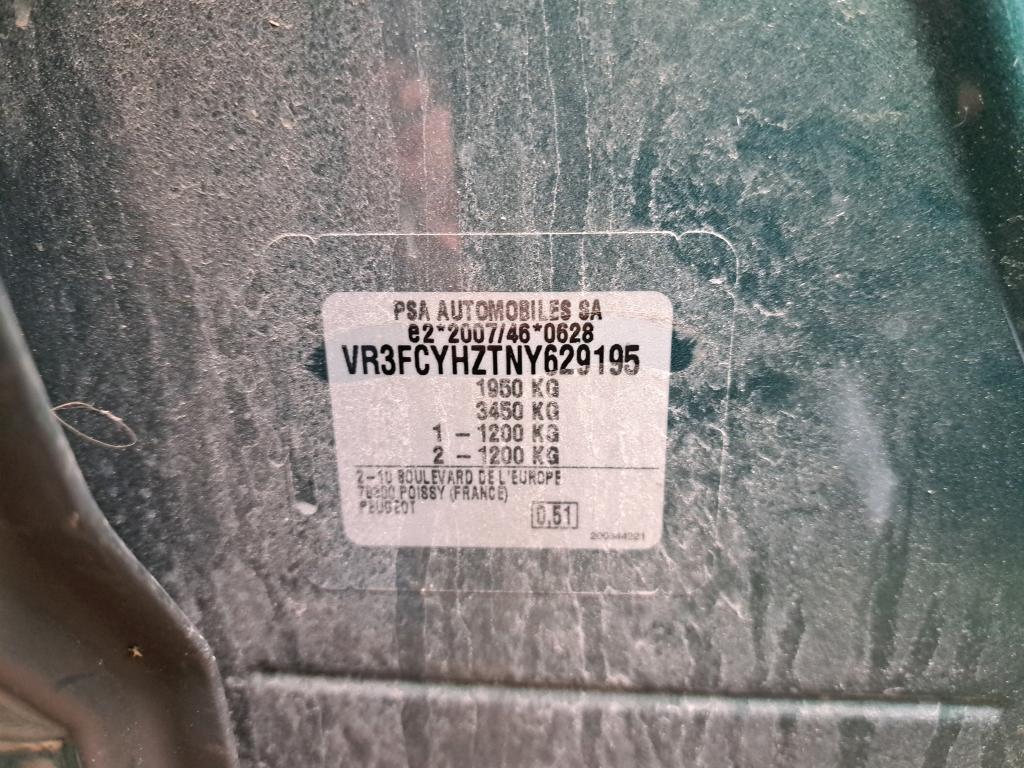 PSA AUTOMOBILES SA
e2*2007/46*0628
VR3FCYHZTNY629195
1950 KG
3450 KG
1 – 1200 KG
2 – 1200 KG
2-10 BOULEVARD DE L'EUROPE
78300 POISSY (FRANCE)
PEUGEOT
0,51